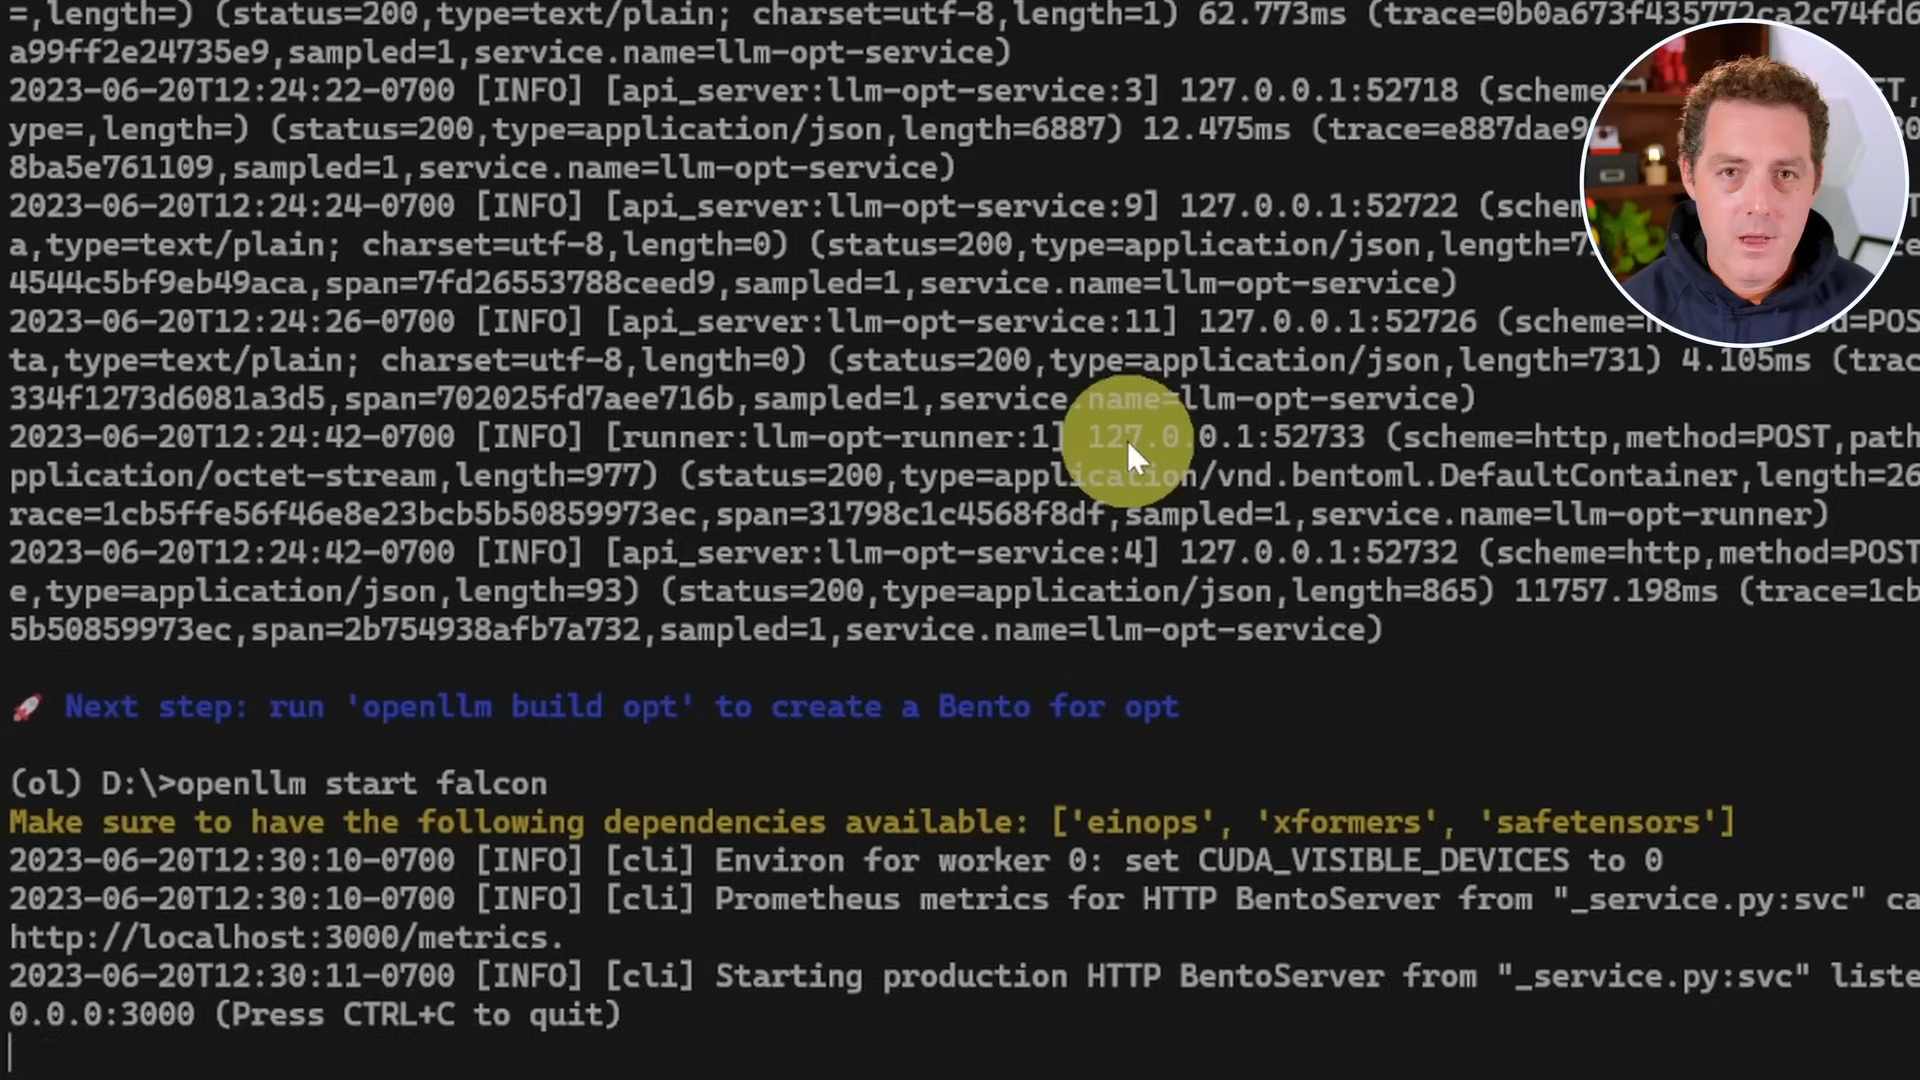 =,length=) (status=200,type=text/plain; charset=utf-8,length=1) 62.773ms (trace=0b0a673f435772ca2c74fd6
a99ff2e24735e9,sampled=1,service.name=llm-opt-service)
2023-06-20T12:24:22-0700 [INFO] [api_server:llm-opt-service:3] 127.0.0.1:52718 (scheme
ype=,length=) (status=200,type=application/json,length=6887) 12.475ms (trace=e887dae9
8ba5e761109,sampled=1,service.name=llm-opt-service)
2023-06-20T12:24:24-0700 [INFO] [api_server:llm-opt-service:9] 127.0.0.1:52722 (schem
a,type=text/plain; charset=utf-8,length=0) (status=200,type=application/json,length=7
4544c5bf9eb49aca,span=7fd26553788ceed9,sampled=1,service.name=llm-opt-service)
2023-06-20T12:24:26-0700 [INFO] [api_server:llm-opt-service:11] 127.0.0.1:52726 (scheme=h d=POS
ta,type=text/plain; charset=utf-8,length=0) (status=200,type=application/json,length=731) 4.105ms (trac
334f1273d6081a3d5,span=702025fd7aee716b,sampled=1,service.name=llm-opt-service)
2023-06-20T12:24:42-0700 [INFO] [runner:llm-opt-runner:1] 127.0.0.1:52733 (scheme=http,method=POST,path
pplication/octet-stream,length=977) (status=200,type=application/vnd.bentoml.DefaultContainer,length=26
race=1cb5ffe56f46e8e23bcb5b50859973ec,span=31798c1c4568f8df,sampled=1,service.name=llm-opt-runner)
2023-06-20T12:24:42-0700 [INFO] [api_server:llm-opt-service:4] 127.0.0.1:52732 (scheme=http,method=POST
e,type=application/json,length=93) (status=200,type=application/json,length=865) 11757.198ms (trace=1cb
5b50859973ec,span=2b754938afb7a732,sampled=1,service.name=llm-opt-service)
🚀 Next step: run 'openllm build opt' to create a Bento for opt
(ol) D:\>openllm start falcon
Make sure to have the following dependencies available: ['einops', 'xformers', 'safetensors']
2023-06-20T12:30:10-0700 [INFO] [cli] Environ for worker 0: set CUDA_VISIBLE_DEVICES to 0
2023-06-20T12:30:10-0700 [INFO] [cli] Prometheus metrics for HTTP BentoServer from "_service.py:svc" ca
http://localhost:3000/metrics.
2023-06-20T12:30:11-0700 [INFO] [cli] Starting production HTTP BentoServer from "_service.py:svc" liste
0.0.0:3000 (Press CTRL+C to quit)